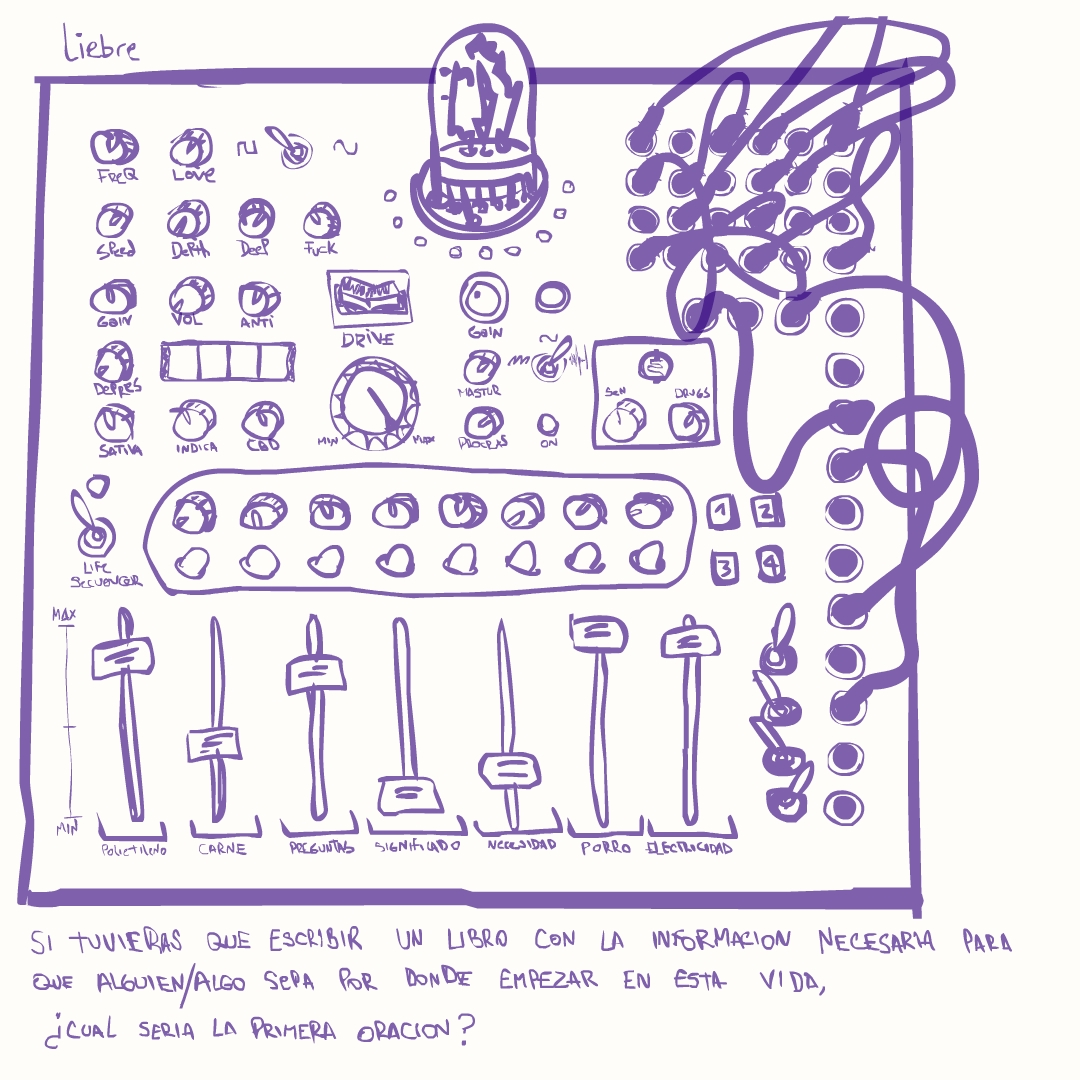 Liebre
FREQ LOVE
SPEED DEPTH DEEP FUCK
GAIN VOL ANTI
DRIVE
GAIN
DEPRES
MASTUR
SEN DRUGS
SATIVA INDICA CBD
MIN MAX
PROCRAS ON
1 2
3 4
LIFE
SECUENCER
MAX
MIN
Polietileno CARNE PREGUNTAS SIGNIFICADO NECESIDAD PORRO ELECTRICIDAD
SI TUVIERAS QUE ESCRIBIR UN LIBRO CON LA INFORMACION NECESARIA PARA
QUE ALGUIEN/ALGO SEPA POR DONDE EMPEZAR EN ESTA VIDA,
¿CUAL SERIA LA PRIMERA ORACION?